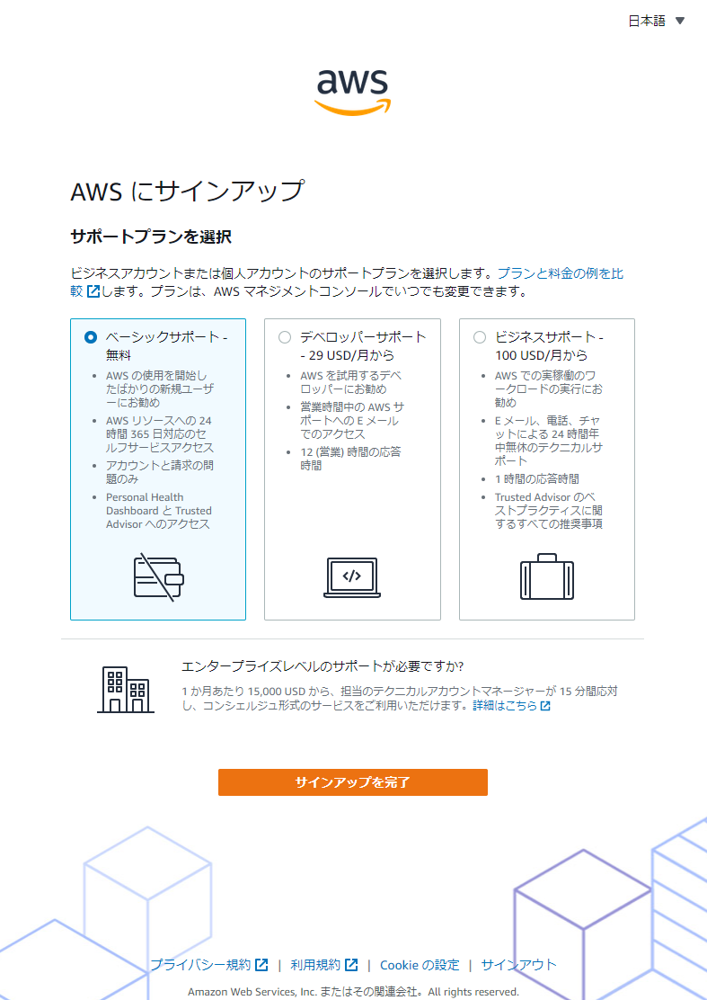 日本語
aws
AWS にサインアップ
サポートプランを選択
ビジネスアカウントまたは個人アカウントのサポートプランを選択します。プランと料金の例を比
較 します。プランは、AWS マネジメントコンソールでいつでも変更できます。
ベーシックサポート -
無料
AWS の使用を開始し
たばかりの新規ユーザ
ーにお勧め
AWS リソースへの 24
時間 365 日対応のセ
ルフサービスアクセス
アカウントと請求の問
題のみ
Personal Health
Dashboard と Trusted
Advisor へのアクセス
デベロッパーサポート
- 29 USD/月から
AWS を試用するデベ
ロッパーにお勧め
営業時間中の AWS サ
ポートへの E メール
でのアクセス
12 (営業) 時間の応答
時間
ビジネスサポート -
100 USD/月から
AWS での実稼働のワ
ークロードの実行にお
勧め
E メール、電話、チャ
ットによる 24 時間年
中無休のテクニカルサ
ポート
1 時間の応答時間
Trusted Advisor のベ
ストプラクティスに関
するすべての推奨事項
</>
エンタープライズレベルのサポートが必要ですか?
1 か月あたり 15,000 USD から、担当のテクニカルアカウントマネージャーが 15 分間応対
し、コンシェルジュ形式のサービスをご利用いただけます。詳細はこちら
サインアップを完了
プライバシー規約 | 利用規約 | Cookie の設定 | サインアウト
Amazon Web Services, Inc. またはその関連会社。All rights reserved.